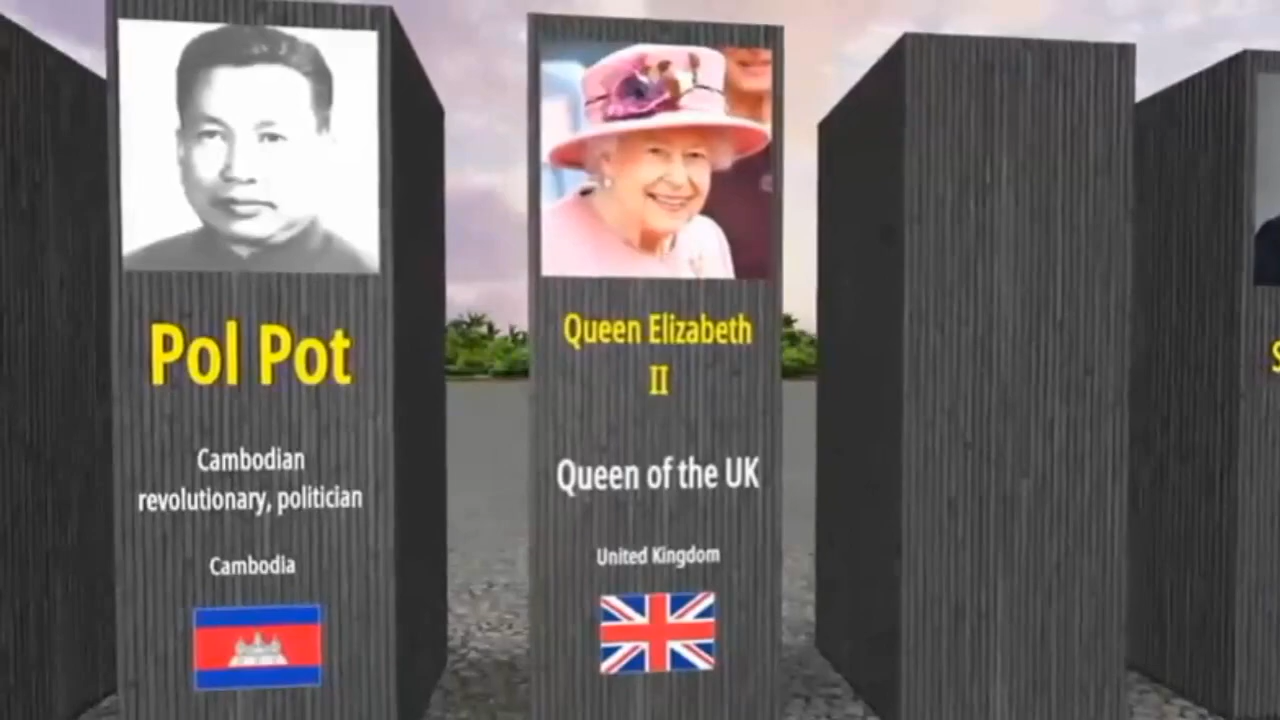 Pol Pot
Cambodian
revolutionary, politician
Cambodia
Queen Elizabeth
II
Queen of the UK
United Kingdom